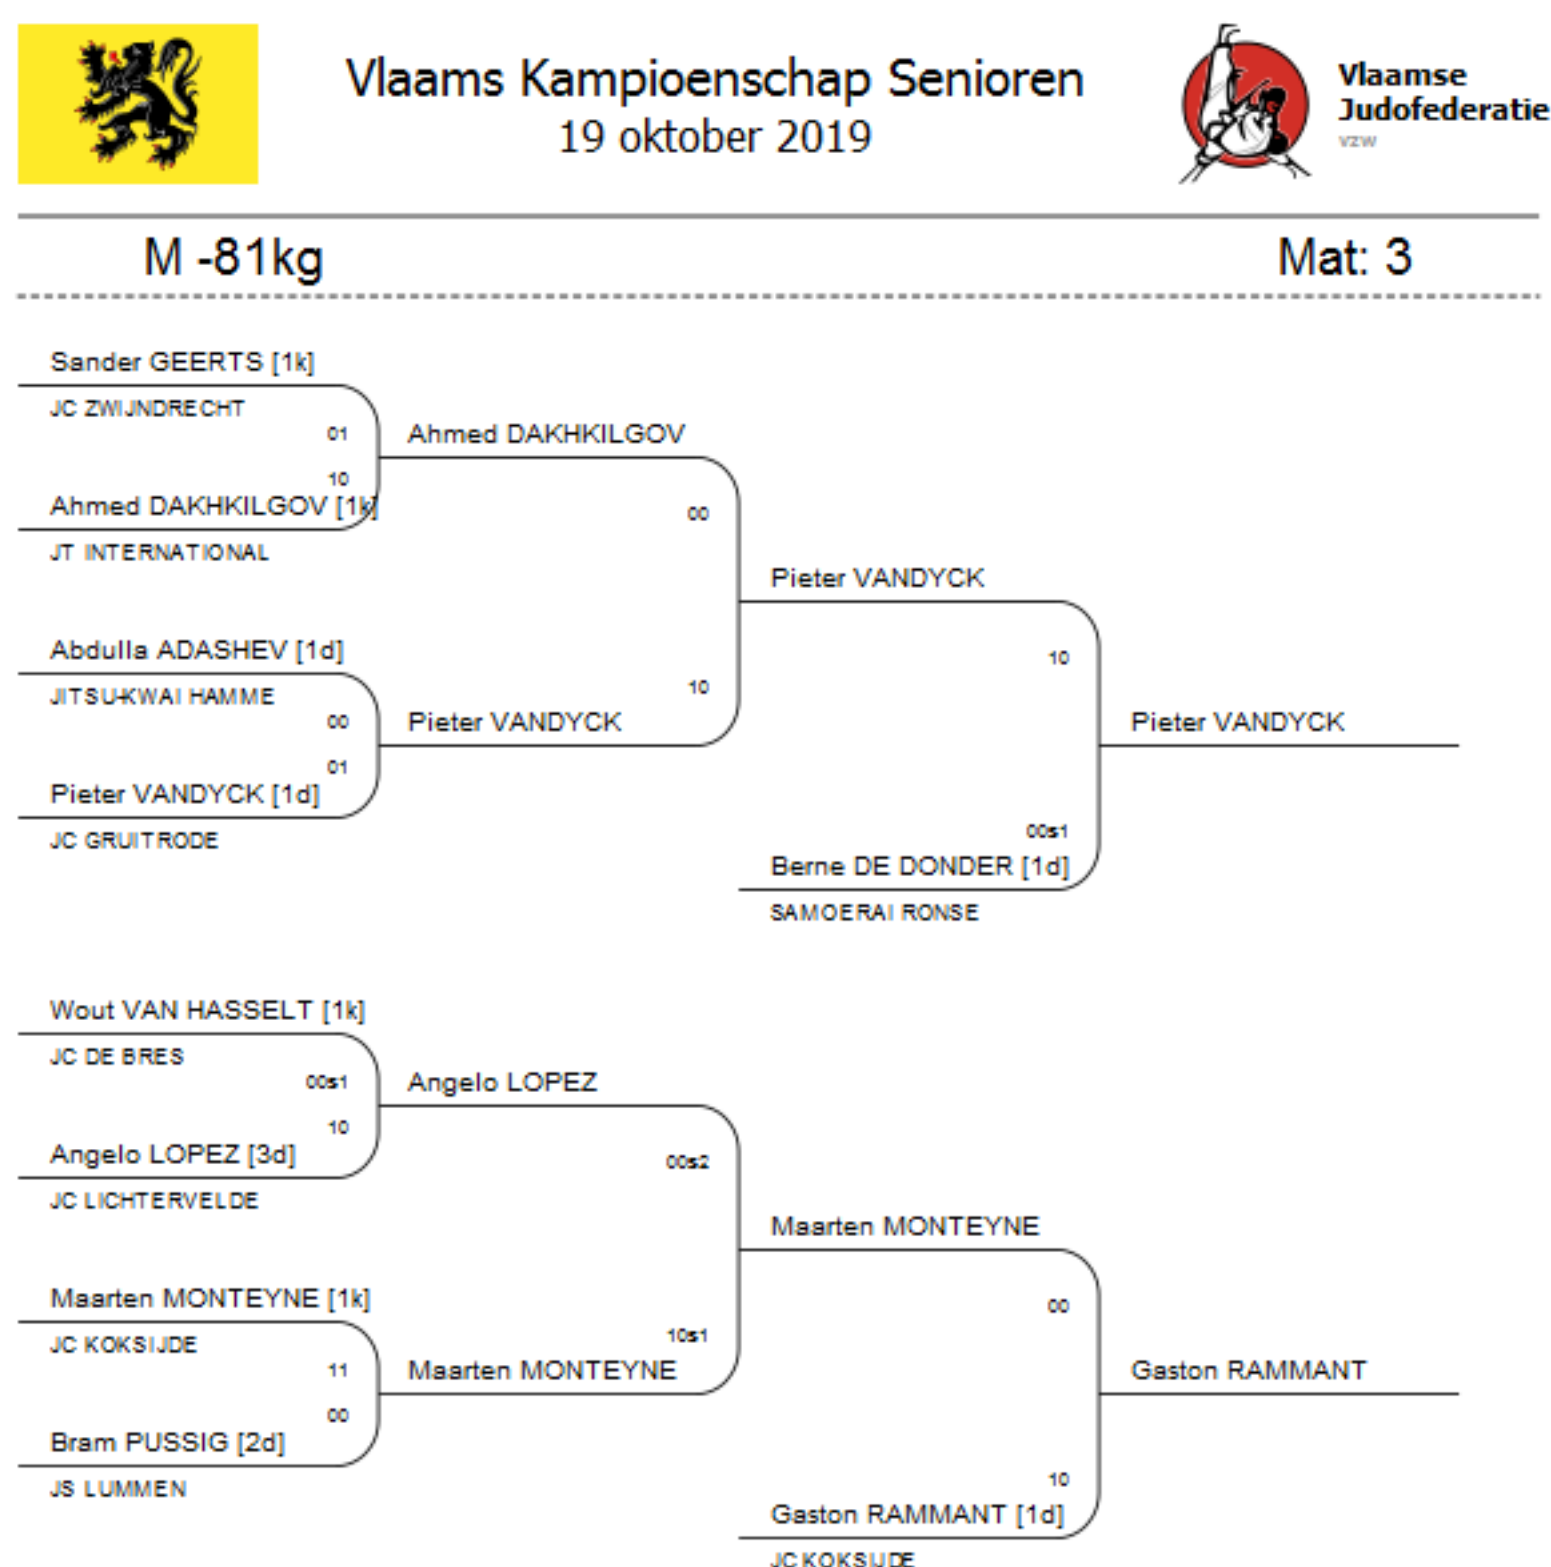 Vlaams Kampioenschap Senioren
19 oktober 2019
Vlaamse
Judofederatie
vzw
M -81kg
Mat: 3
Sander GEERTS [1k]
JC ZWIJNDRECHT
01
10
Ahmed DAKHKILGOV [1k]
JT INTERNATIONAL
Ahmed DAKHKILGOV
00
Abdulla ADASHEV [1d]
JITSU-KWAI HAMME
00
01
Pieter VANDYCK [1d]
JC GRUITRODE
10
Pieter VANDYCK
Pieter VANDYCK
10
00s1
Berne DE DONDER [1d]
SAMOERAI RONSE
Pieter VANDYCK
Wout VAN HASSELT [1k]
JC DE BRES
00s1
10
Angelo LOPEZ [3d]
JC LICHTERVELDE
Angelo LOPEZ
00s2
Maarten MONTEYNE [1k]
JC KOKSIJDE
11
00
Bram PUSSIG [2d]
JS LUMMEN
10s1
Maarten MONTEYNE
Maarten MONTEYNE
00
10
Gaston RAMMANT [1d]
JC KOKSIJDE
Gaston RAMMANT